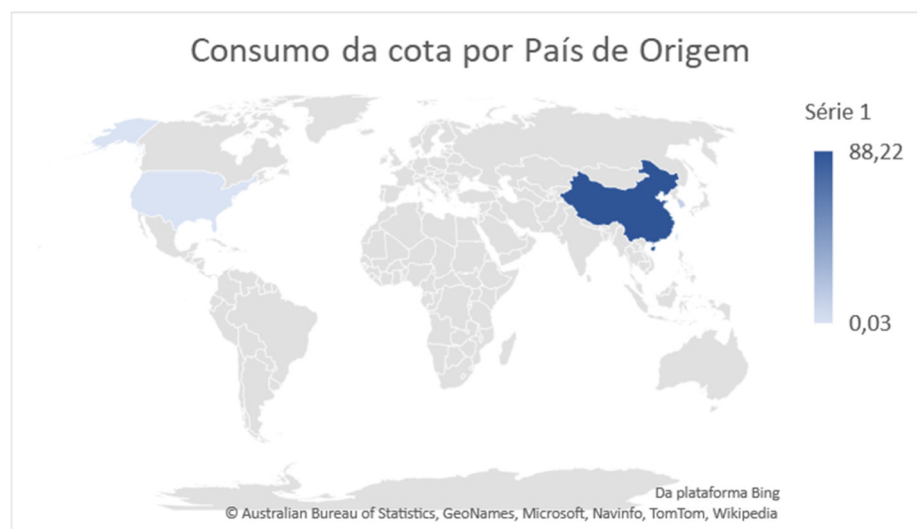 Consumo da cota por País de Origem
Série 1
88,22
0,03
Da plataforma Bing
© Australian Bureau of Statistics, GeoNames, Microsoft, Navinfo, TomTom, Wikipedia